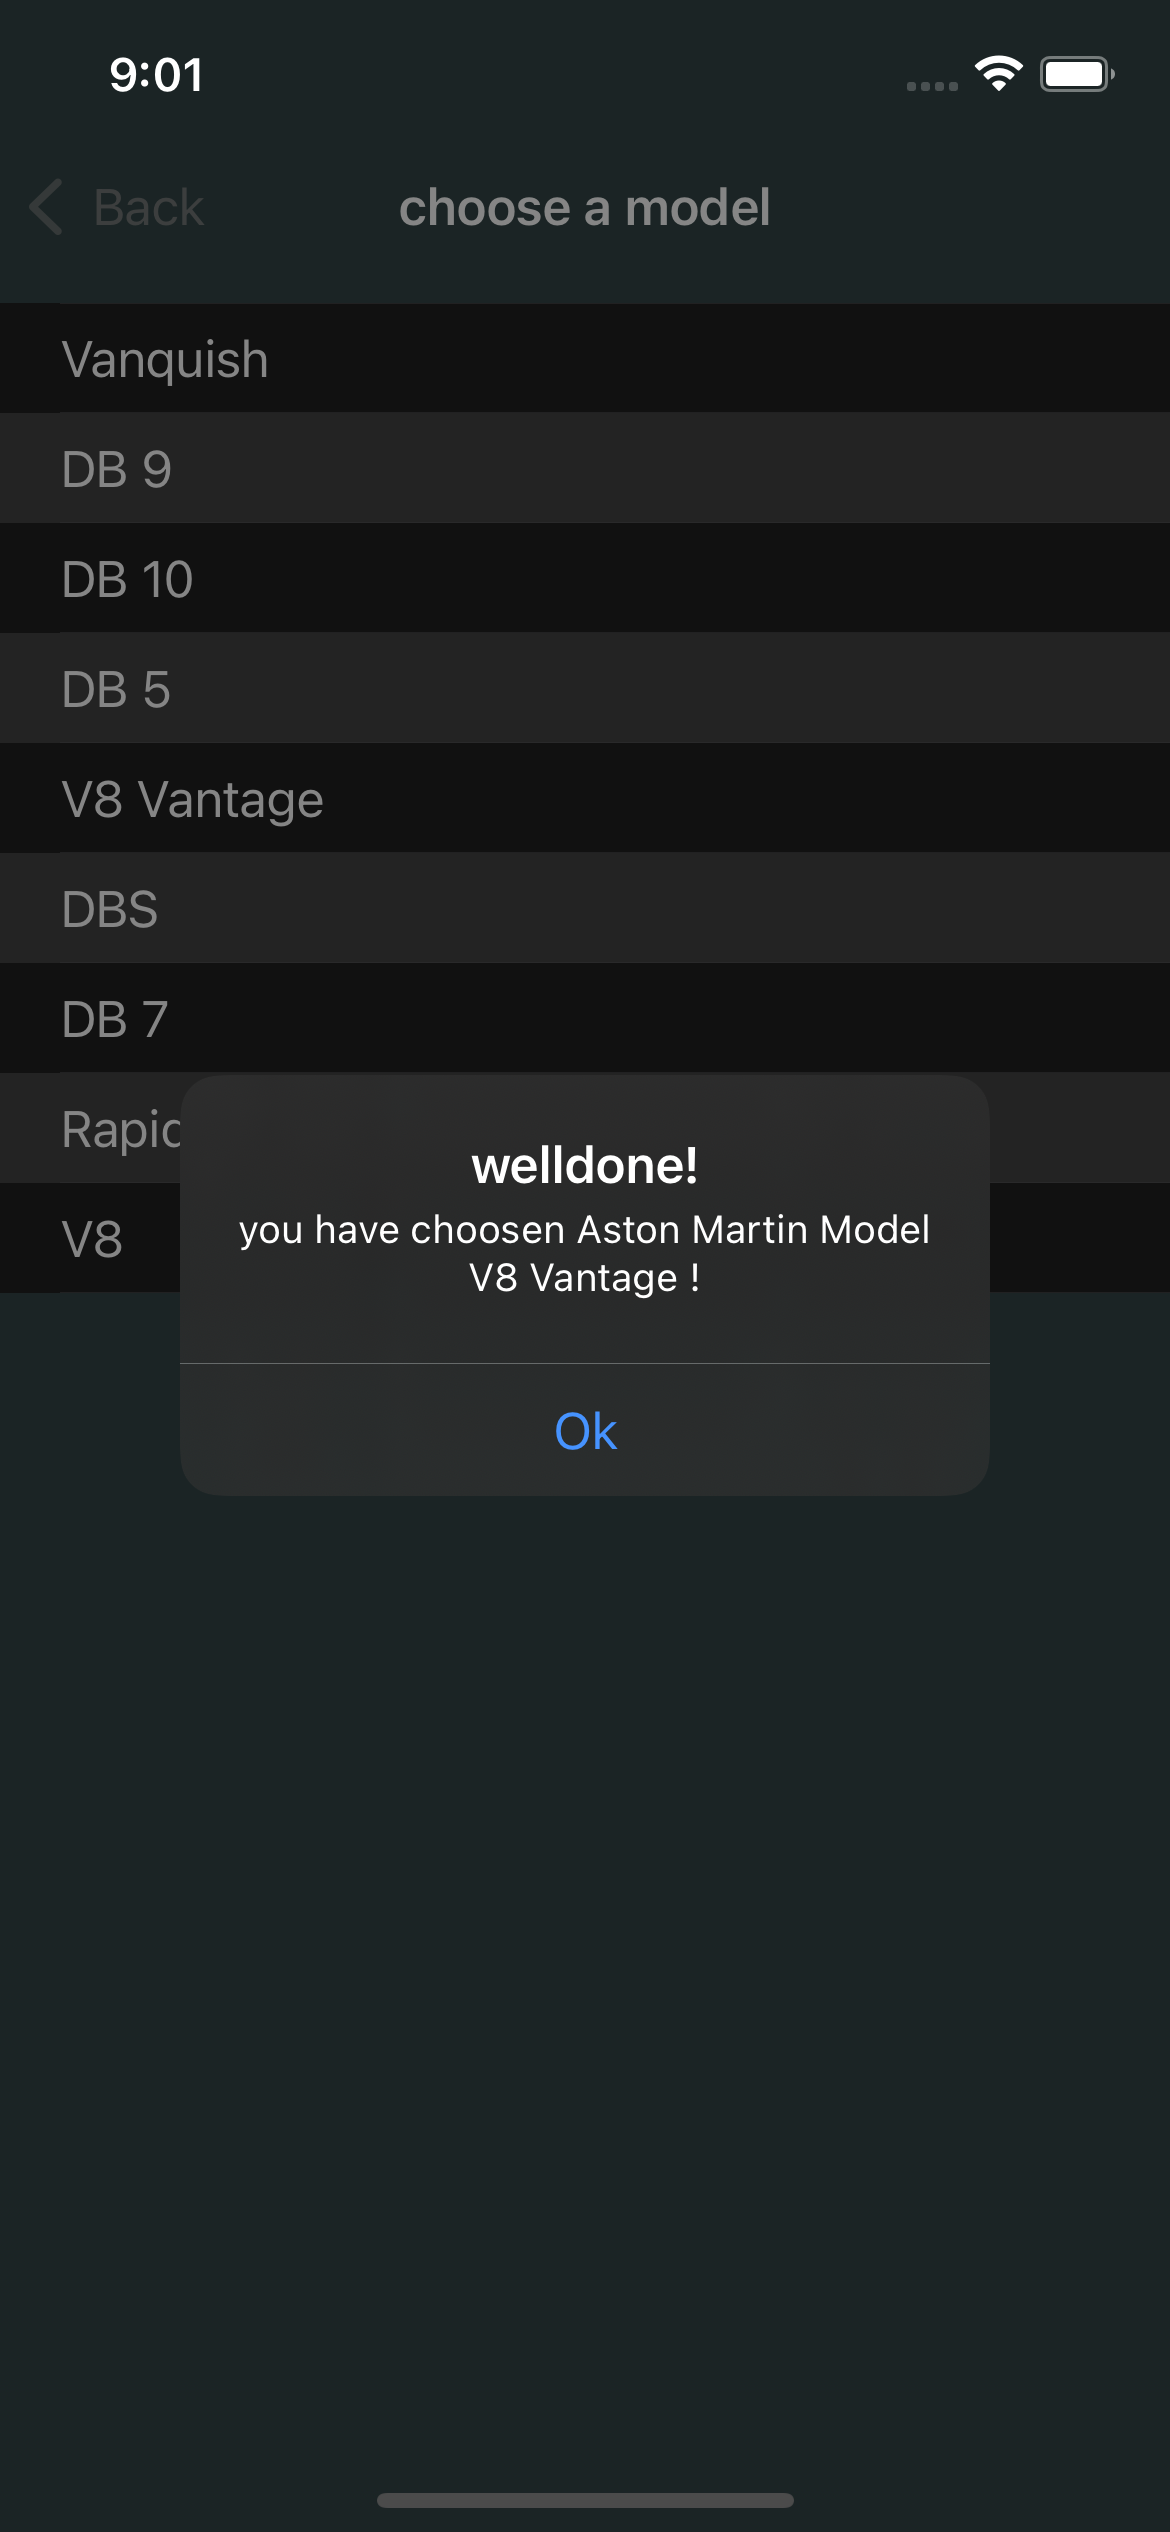 9:01
Back
choose a model
Vanquish
DB 9
DB 10
DB 5
V8 Vantage
DBS
DB 7
V8
welldone!
you have choosen Aston Martin Model
V8 Vantage !
Ok